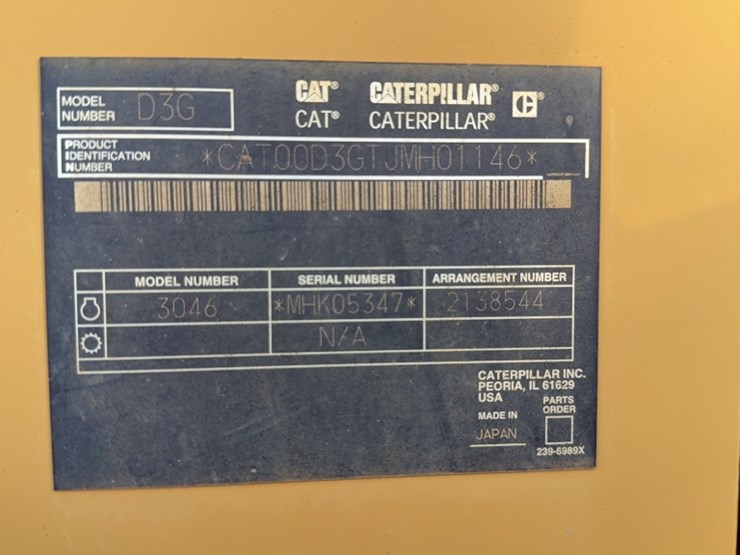 CAT® CATERPILLAR® C®
CAT® CATERPILLAR®
MODEL NUMBER D3G
PRODUCT IDENTIFICATION NUMBER *CAT00D3GTJMH01146*
MODEL NUMBER SERIAL NUMBER ARRANGEMENT NUMBER
3046 *MHK05347* 2138544
N/A
CATERPILLAR INC.
PEORIA, IL 61629
USA
MADE IN JAPAN
PARTS ORDER
239-6989X